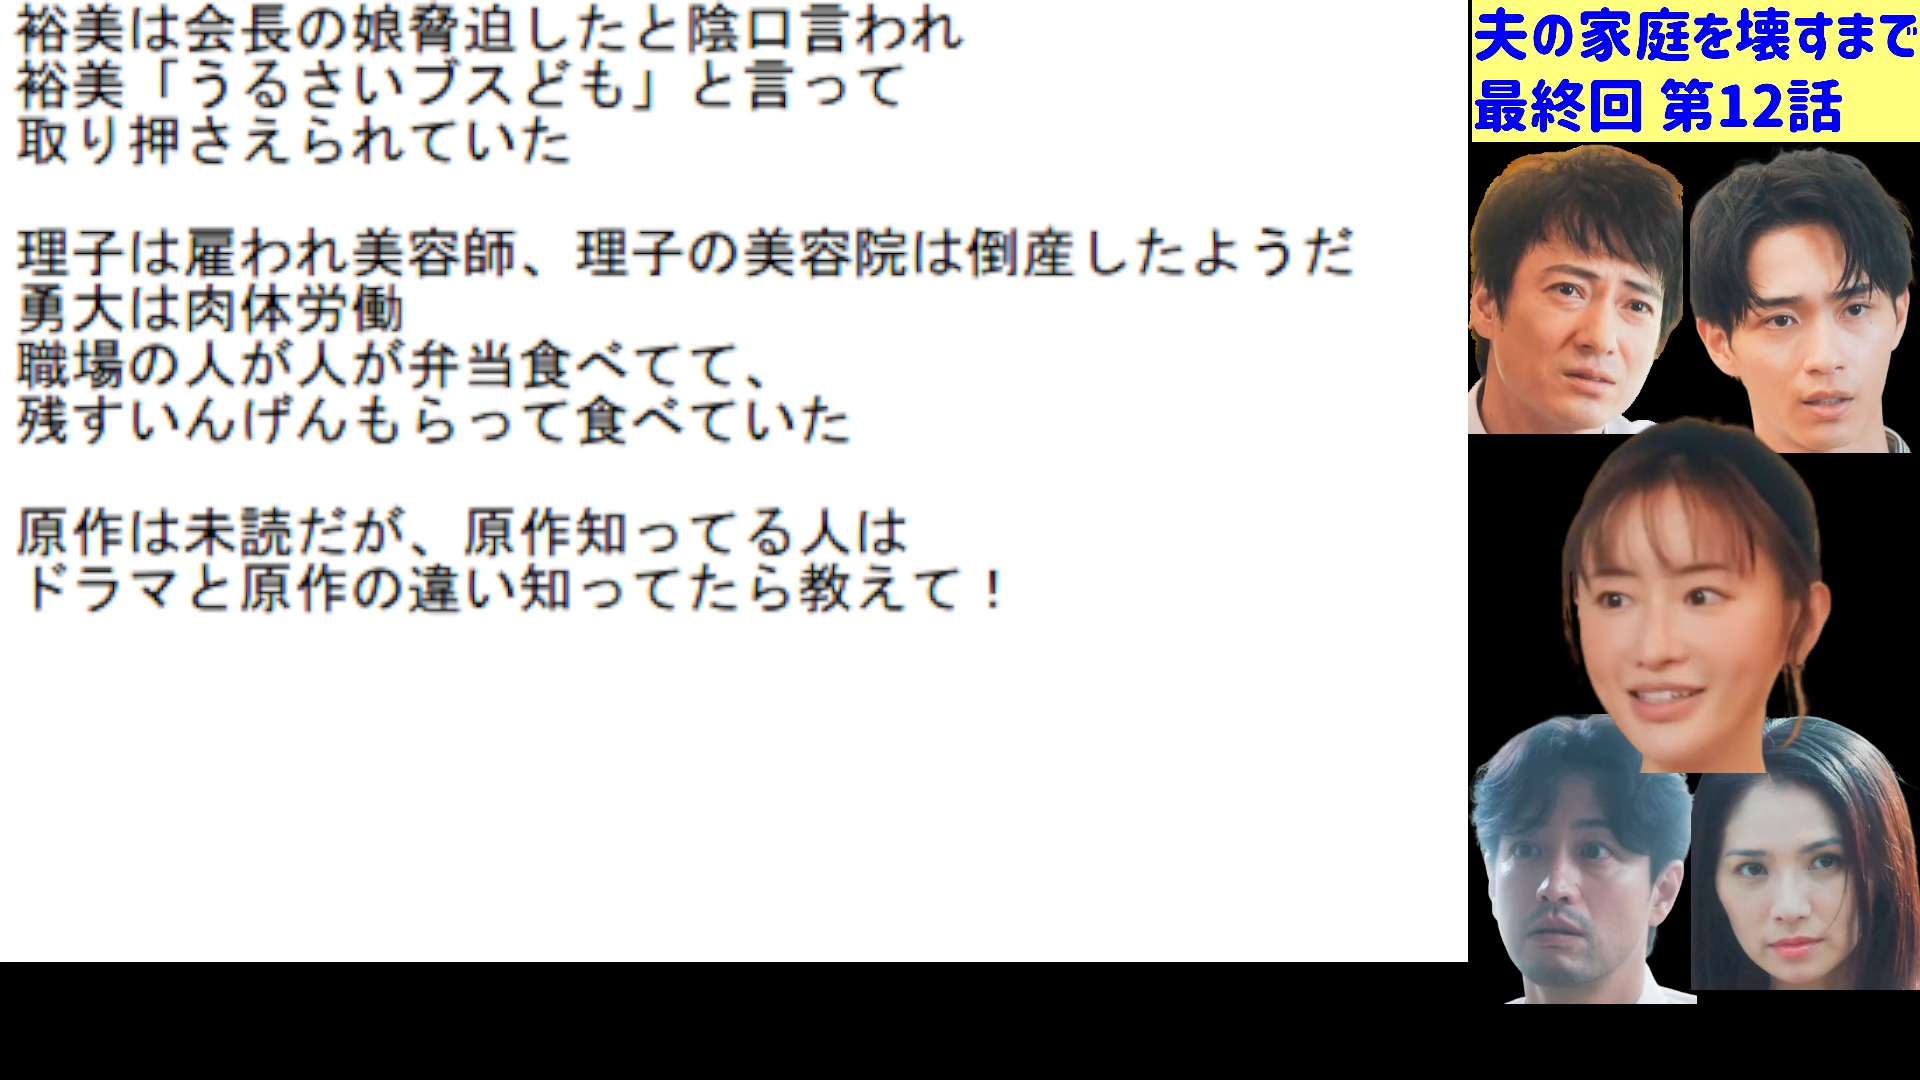 裕美は会長の娘脅迫したと陰口言われ
裕美「うるさいブスども」と言って
取り押さえられていた
理子は雇われ美容師、理子の美容院は倒産したようだ
勇大は肉体労働
職場の人が人が弁当食べてて、
残すいんげんもらって食べていた
原作は未読だが、原作知ってる人は
ドラマと原作の違い知ってたら教えて！
夫の家庭を壊すまで
最終回 第12話